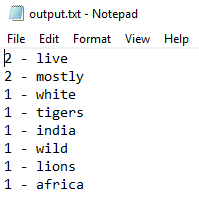 output.txt - Notepad
File Edit Format View Help
2 - live
2 - mostly
1 - white
1 - tigers
1 - india
1 - wild
1 - lions
1 - africa